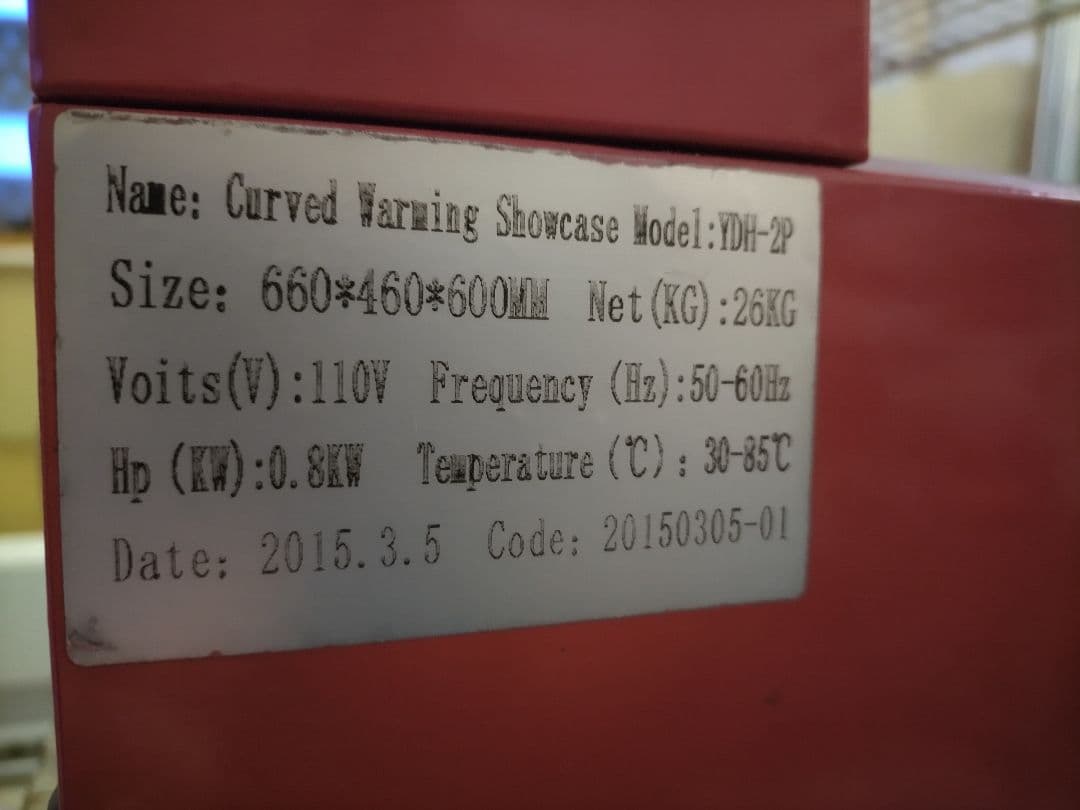 Name: Curved Warming Showcase Model:YDH-2P
Size: 660*460*600MM Net(KG):26KG
Voits(V):110V Frequency (Hz):50-60Hz
Hp (KW):0.8KW Temperature(℃): 30-85℃
Date: 2015.3.5 Code: 20150305-01